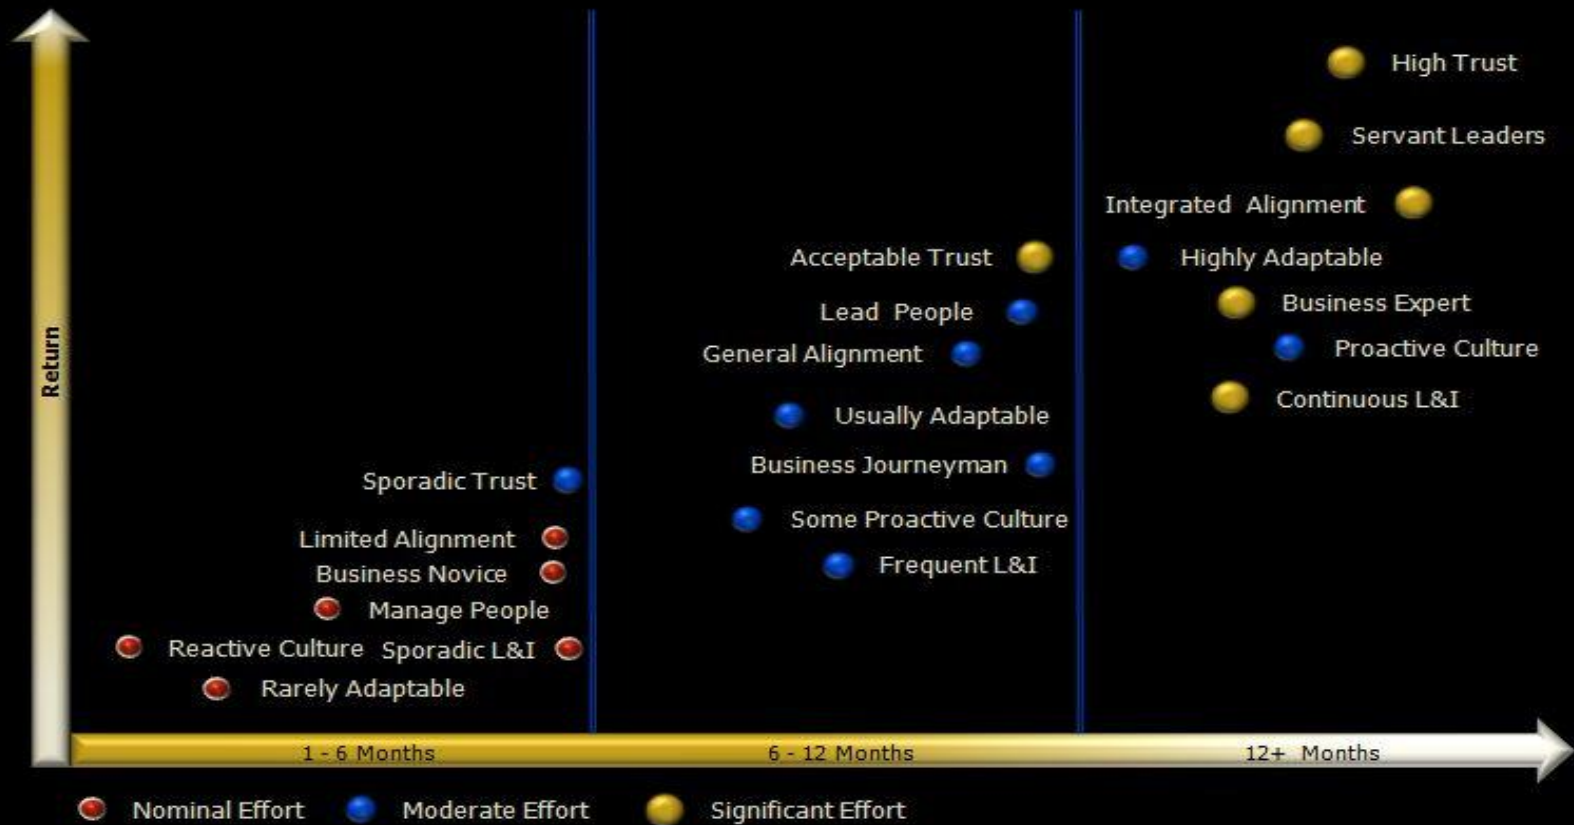 High Trust
Servant Leaders
Integrated Alignment
Acceptable Trust
Highly Adaptable
Business Expert
Lead People
Proactive Culture
General Alignment
Continuous L&I
Usually Adaptable
Business Journeyman
Sporadic Trust
Some Proactive Culture
Limited Alignment
Frequent L&I
Business Novice
Manage People
Reactive Culture
Sporadic L&I
Rarely Adaptable
Return
1 - 6 Months
6 - 12 Months
12+ Months
Nominal Effort
Moderate Effort
Significant Effort